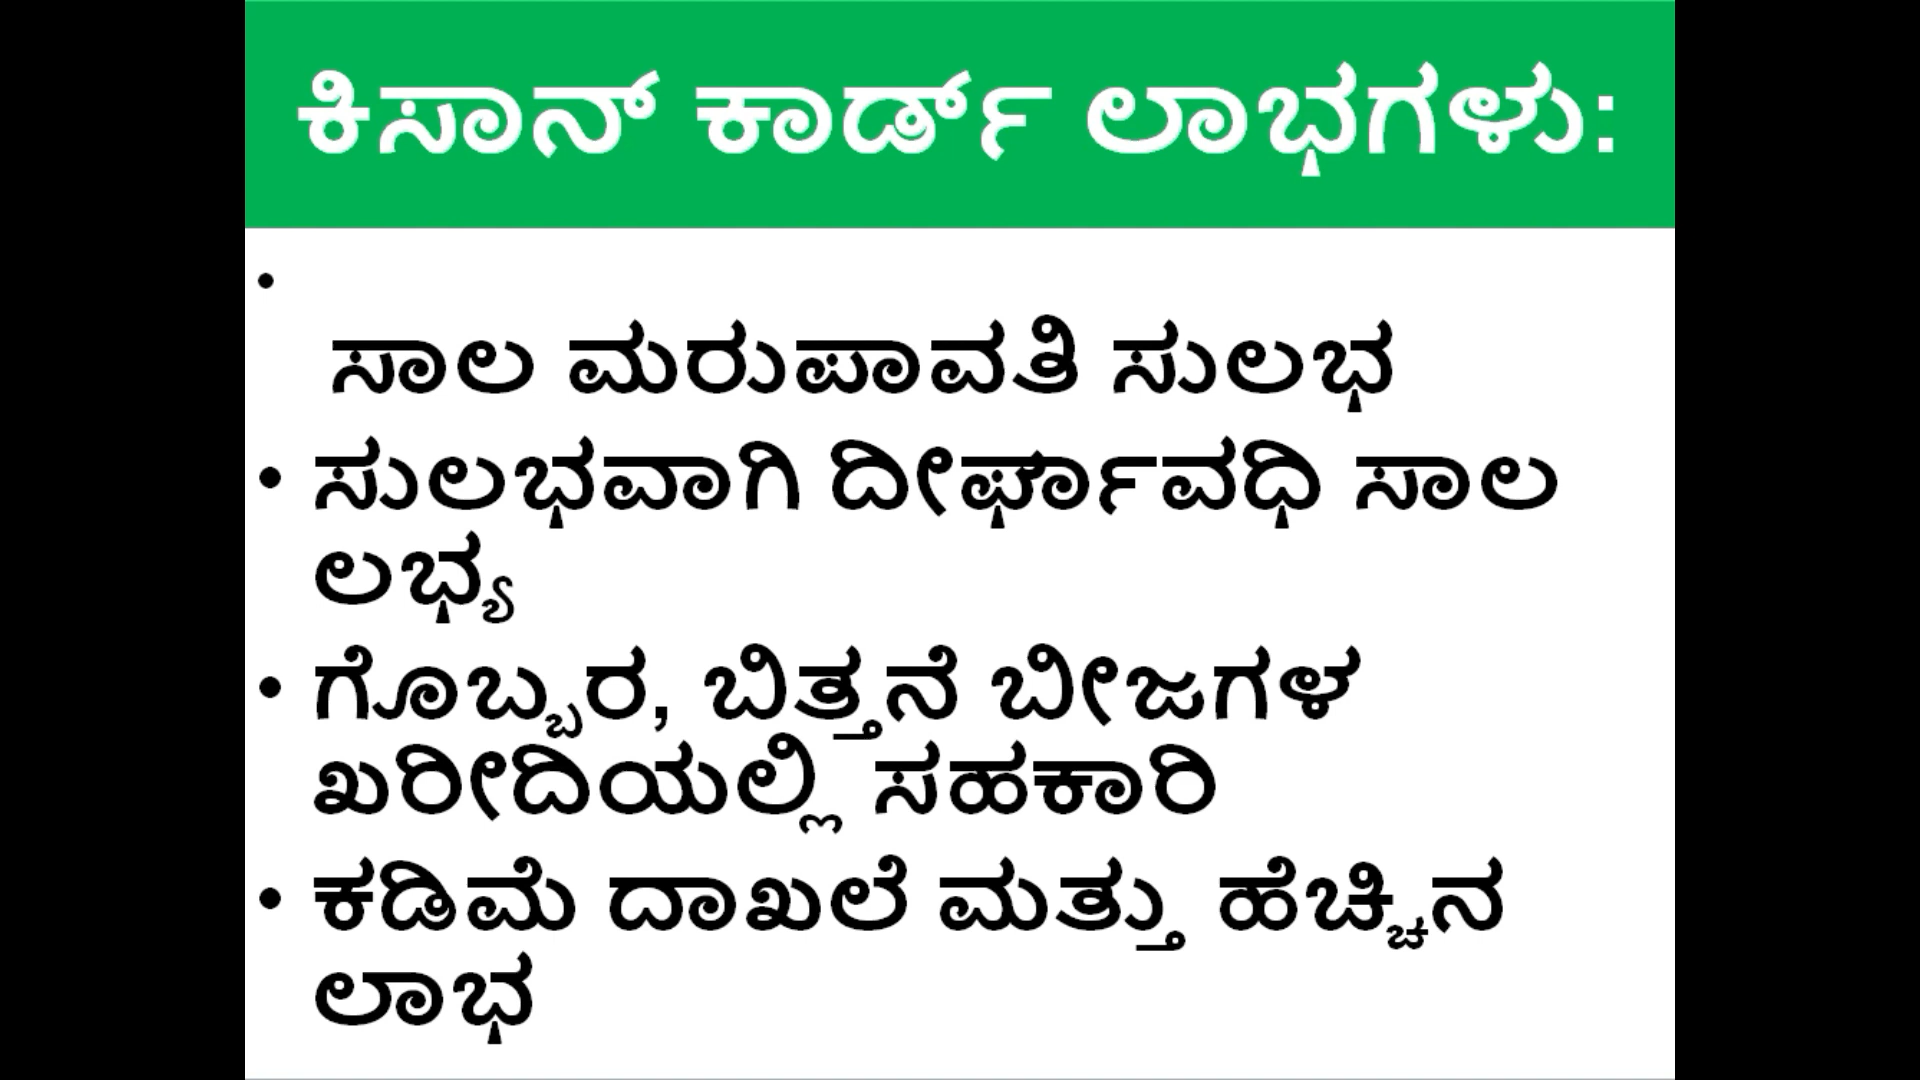 ಕಿಸಾನ್ ಕಾರ್ಡ್ ಲಾಭಗಳು:
•
ಸಾಲ ಮರುಪಾವತಿ ಸುಲಭ
• ಸುಲಭವಾಗಿ ದೀರ್ಘಾವಧಿ ಸಾಲ
ಲಭ್ಯ
• ಗೊಬ್ಬರ, ಬಿತ್ತನೆ ಬೀಜಗಳ
ಖರೀದಿಯಲ್ಲಿ ಸಹಕಾರಿ
• ಕಡಿಮೆ ದಾಖಲೆ ಮತ್ತು ಹೆಚ್ಚಿನ
ಲಾಭ